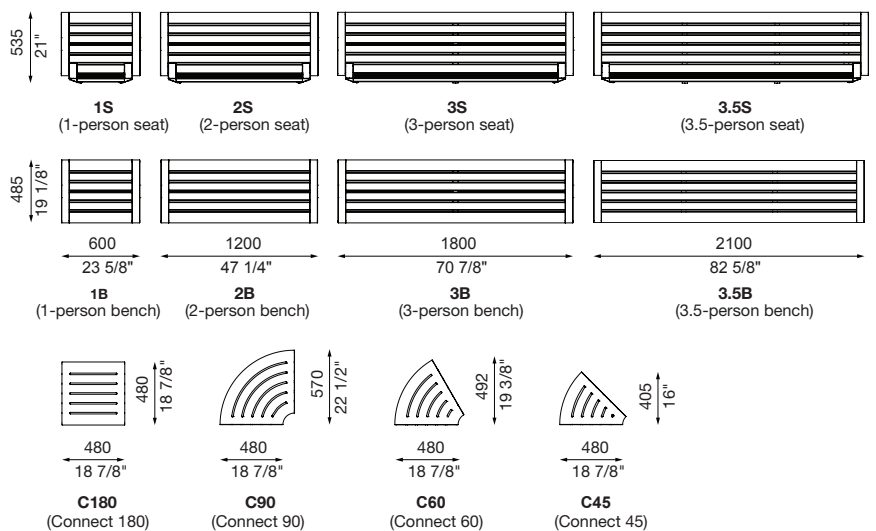 535
21"
1S
(1-person seat)
2S
(2-person seat)
3S
(3-person seat)
3.5S
(3.5-person seat)
485
19 1/8"
600
23 5/8"
1200
47 1/4"
1800
70 7/8"
2100
82 5/8"
1B
(1-person bench)
2B
(2-person bench)
3B
(3-person bench)
3.5B
(3.5-person bench)
480
18 7/8"
570
22 1/2"
492
19 3/8"
405
16"
480
18 7/8"
480
18 7/8"
480
18 7/8"
480
18 7/8"
C180
(Connect 180)
C90
(Connect 90)
C60
(Connect 60)
C45
(Connect 45)